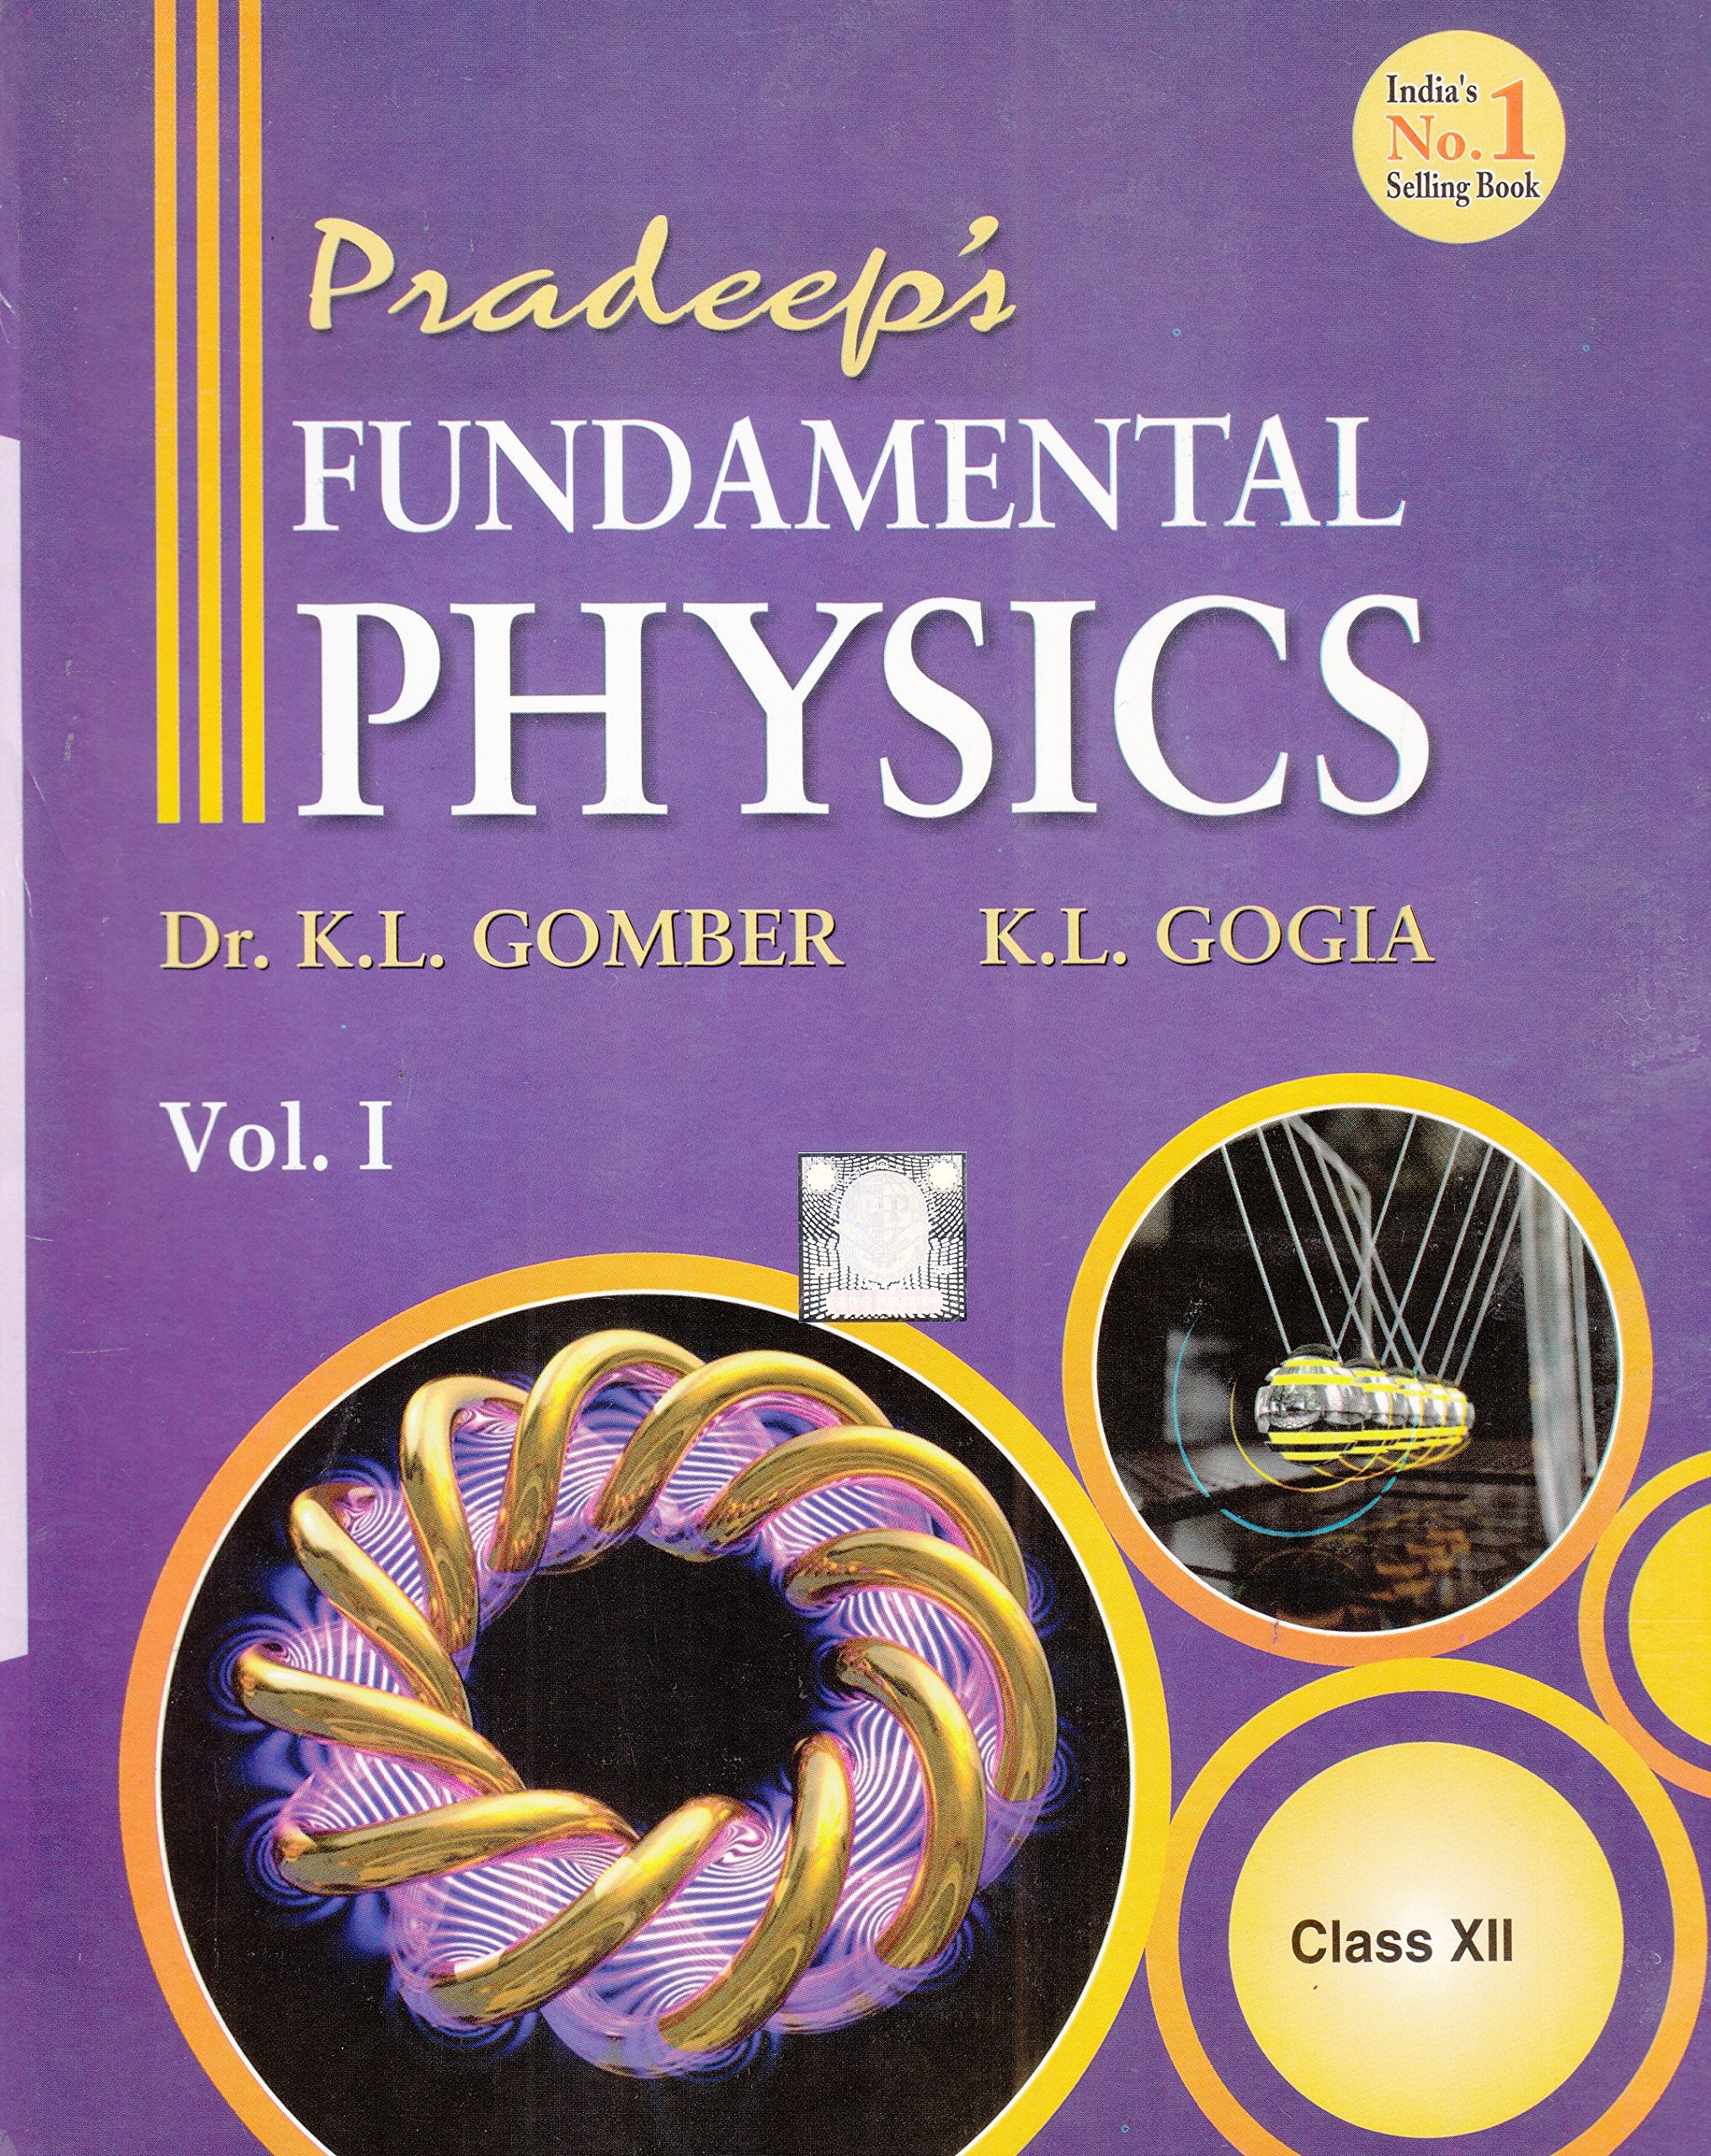 India's
No.1
Selling Book
Pradeep's
FUNDAMENTAL
PHYSICS
Dr. K.L. GOMBER K.L. GOGIA
Vol. I
Class XII